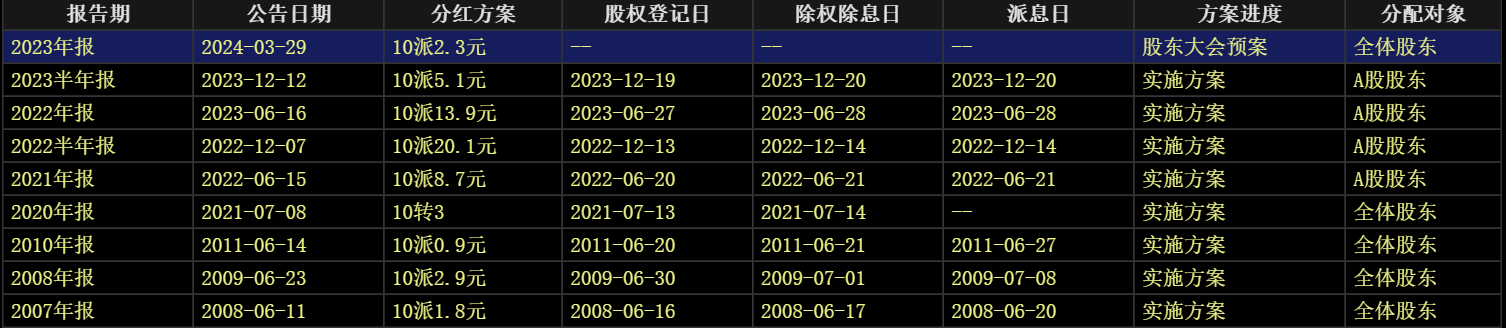 报告期 公告日期 分红方案 股权登记日 除权除息日 派息日 方案进度 分配对象
2023年报 2024-03-29 10派2.3元 -- -- -- 股东大会预案 全体股东
2023半年报 2023-12-12 10派5.1元 2023-12-19 2023-12-20 2023-12-20 实施方案 A股股东
2022年报 2023-06-16 10派13.9元 2023-06-27 2023-06-28 2023-06-28 实施方案 A股股东
2022半年报 2022-12-07 10派20.1元 2022-12-13 2022-12-14 2022-12-14 实施方案 A股股东
2021年报 2022-06-15 10派8.7元 2022-06-20 2022-06-21 2022-06-21 实施方案 A股股东
2020年报 2021-07-08 10转3 2021-07-13 2021-07-14 -- 实施方案 全体股东
2010年报 2011-06-14 10派0.9元 2011-06-20 2011-06-21 2011-06-27 实施方案 全体股东
2008年报 2009-06-23 10派2.9元 2009-06-30 2009-07-01 2009-07-08 实施方案 全体股东
2007年报 2008-06-11 10派1.8元 2008-06-16 2008-06-17 2008-06-20 实施方案 全体股东